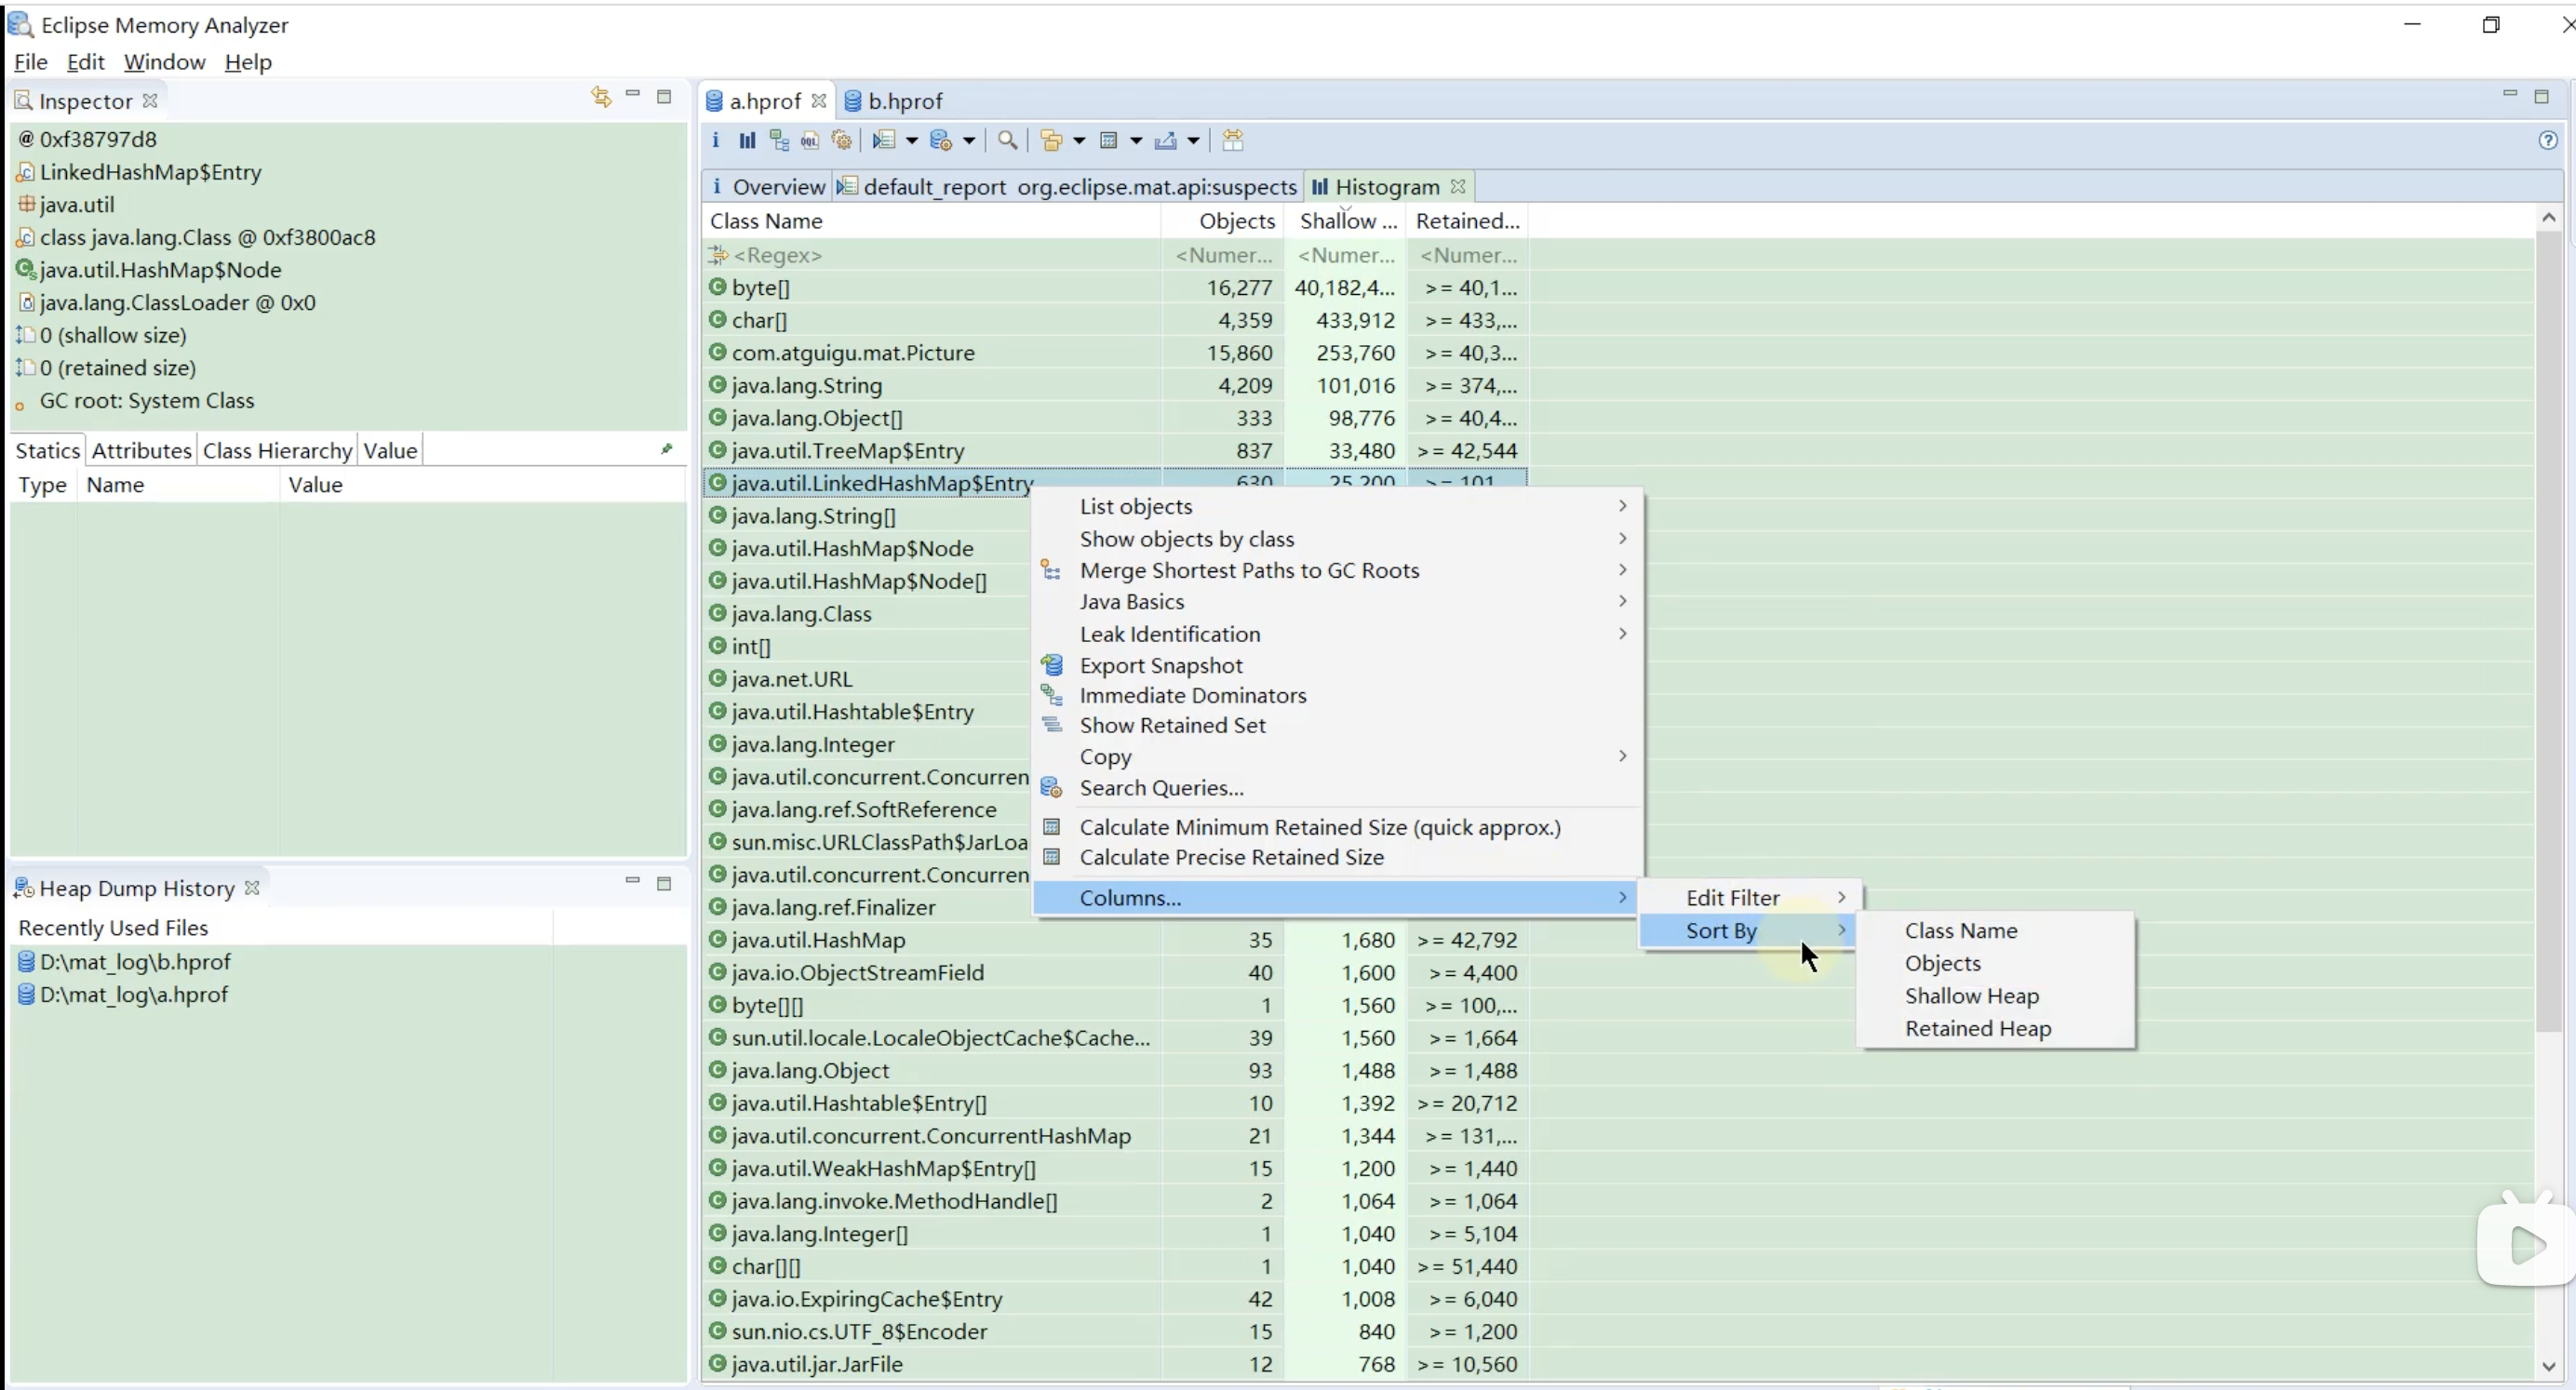 Eclipse Memory Analyzer
File Edit Window Help
Inspector
@ 0xf38797d8
LinkedHashMap$Entry
java.util
class java.lang.Class @ 0xf3800ac8
java.util.HashMap$Node
java.lang.ClassLoader @ 0x0
0 (shallow size)
0 (retained size)
GC root: System Class
Statics Attributes Class Hierarchy Value
Type Name Value
Heap Dump History
Recently Used Files
D:\mat_log\b.hprof
D:\mat_log\a.hprof
a.hprof b.hprof
i Overview default_report org.eclipse.mat.api:suspects Histogram
Class Name Objects Shallow ... Retained...
<Regex> <Numer... <Numer... <Numer...
byte[] 16,277 40,182,4... >= 40,1...
char[] 4,359 433,912 >= 433,...
com.atguigu.mat.Picture 15,860 253,760 >= 40,3...
java.lang.String 4,209 101,016 >= 374,...
java.lang.Object[] 333 98,776 >= 40,4...
java.util.TreeMap$Entry 837 33,480 >= 42,544
java.util.LinkedHashMap$Entry 630 25,200 >= 101,...
java.lang.String[]
java.util.HashMap$Node
java.util.HashMap$Node[]
java.lang.Class
int[]
java.net.URL
java.util.Hashtable$Entry
java.lang.Integer
java.util.concurrent.Concurren
java.lang.ref.SoftReference
sun.misc.URLClassPath$JarLoa
java.util.concurrent.Concurren
java.lang.ref.Finalizer
java.util.HashMap 35 1,680 >= 42,792
java.io.ObjectStreamField 40 1,600 >= 4,400
byte[][] 1 1,560 >= 100,...
sun.util.locale.LocaleObjectCache$Cache... 39 1,560 >= 1,664
java.lang.Object 93 1,488 >= 1,488
java.util.Hashtable$Entry[] 10 1,392 >= 20,712
java.util.concurrent.ConcurrentHashMap 21 1,344 >= 131,...
java.util.WeakHashMap$Entry[] 15 1,200 >= 1,440
java.lang.invoke.MethodHandle[] 2 1,064 >= 1,064
java.lang.Integer[] 1 1,040 >= 5,104
char[][] 1 1,040 >= 51,440
java.io.ExpiringCache$Entry 42 1,008 >= 6,040
sun.nio.cs.UTF_8$Encoder 15 840 >= 1,200
java.util.jar.JarFile 12 768 >= 10,560
List objects
Show objects by class
Merge Shortest Paths to GC Roots
Java Basics
Leak Identification
Export Snapshot
Immediate Dominators
Show Retained Set
Copy
Search Queries...
Calculate Minimum Retained Size (quick approx.)
Calculate Precise Retained Size
Columns...
Edit Filter
Sort By
Class Name
Objects
Shallow Heap
Retained Heap